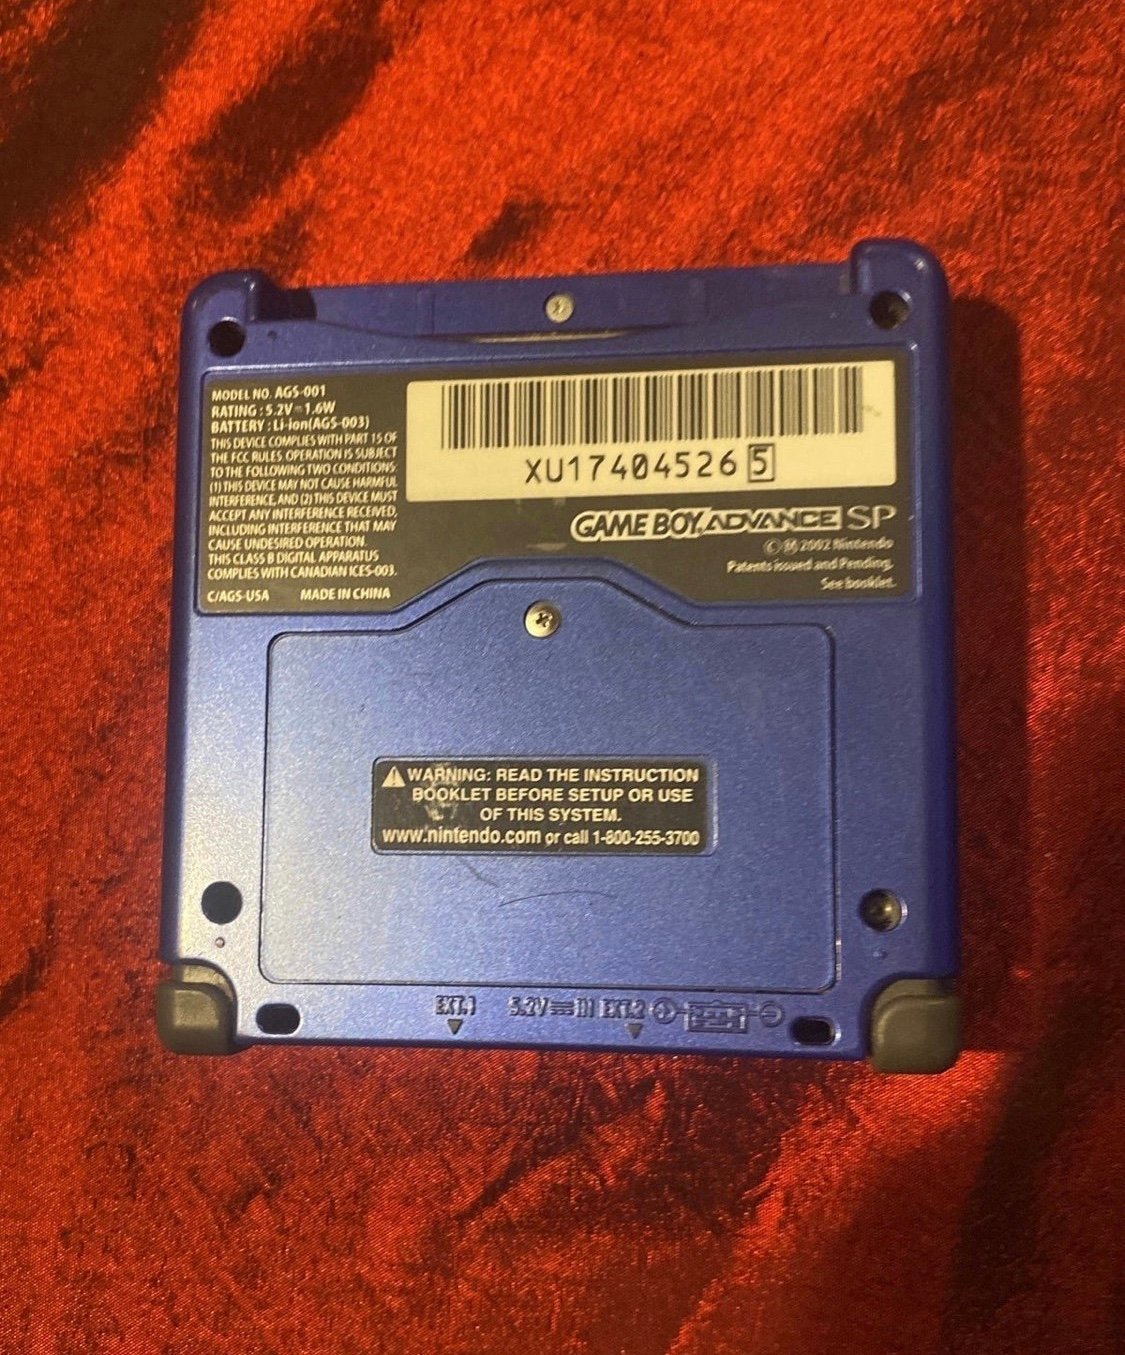 MODEL NO. AGS-001
RATING : 5.2V⎓1.6W
BATTERY : Li-ion(AGS-003)
THIS DEVICE COMPLIES WITH PART 15 OF
THE FCC RULES. OPERATION IS SUBJECT
TO THE FOLLOWING TWO CONDITIONS:
(1) THIS DEVICE MAY NOT CAUSE HARMFUL
INTERFERENCE, AND (2) THIS DEVICE MUST
ACCEPT ANY INTERFERENCE RECEIVED,
INCLUDING INTERFERENCE THAT MAY
CAUSE UNDESIRED OPERATION.
THIS CLASS B DIGITAL APPARATUS
COMPLIES WITH CANADIAN ICES-003.
C/AGS-USA MADE IN CHINA
XU17404526 5
GAME BOY ADVANCE SP
© Ⓜ 2002 Nintendo
Patents issued and Pending.
See booklet.
⚠ WARNING: READ THE INSTRUCTION
BOOKLET BEFORE SETUP OR USE
OF THIS SYSTEM.
www.nintendo.com or call 1-800-255-3700
EXT.1 5.2V⎓IN EXT.2